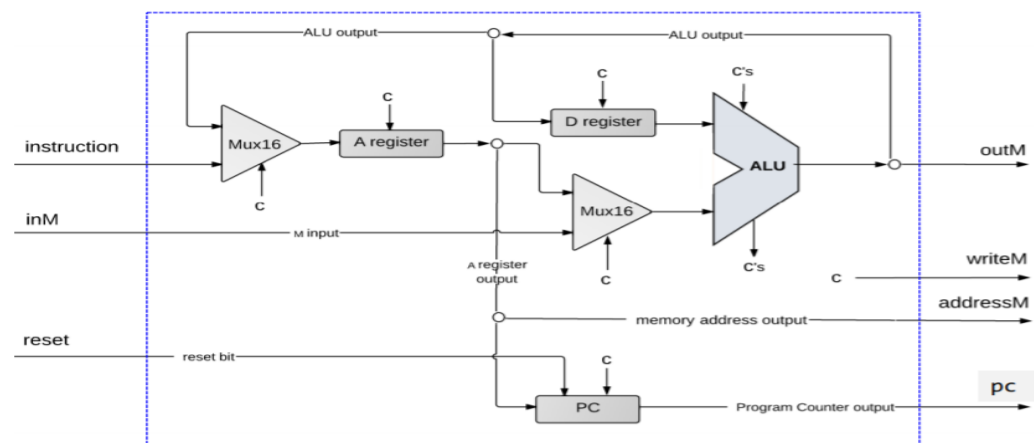 ALU output
ALU output
C
C's
C
D register
instruction
Mux16
A register
ALU
outM
C
Mux16
inM
M input
A register
output
C's
writeM
C
C
addressM
memory address output
reset
reset bit
C
pc
PC
Program Counter output